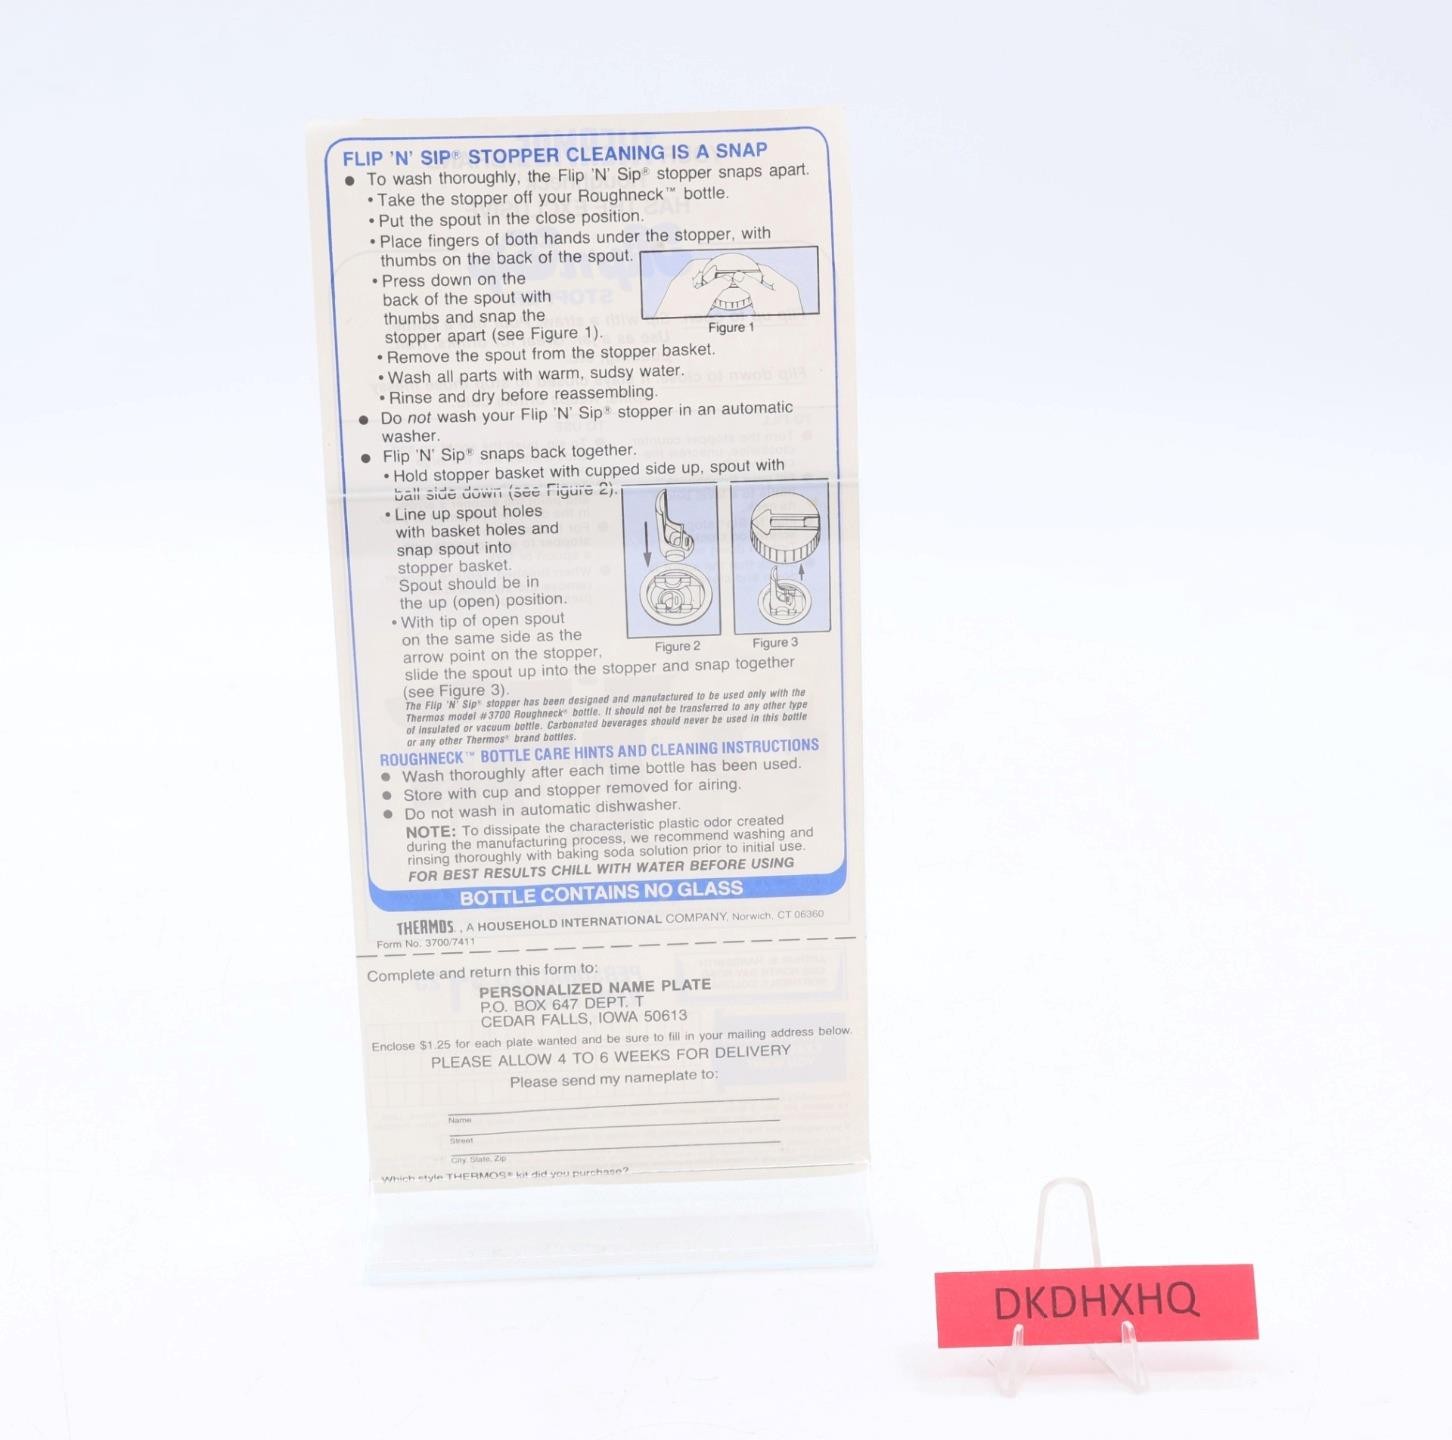 FLIP 'N' SIP® STOPPER CLEANING IS A SNAP
● To wash thoroughly, the Flip 'N' Sip® stopper snaps apart.
• Take the stopper off your Roughneck™ bottle.
• Put the spout in the close position.
• Place fingers of both hands under the stopper, with
thumbs on the back of the spout.
• Press down on the
back of the spout with
thumbs and snap the
stopper apart (see Figure 1).
Figure 1
• Remove the spout from the stopper basket.
• Wash all parts with warm, sudsy water.
• Rinse and dry before reassembling.
● Do not wash your Flip 'N' Sip® stopper in an automatic
washer.
● Flip 'N' Sip® snaps back together.
• Hold stopper basket with cupped side up, spout with
ball side down (see Figure 2).
• Line up spout holes
with basket holes and
snap spout into
stopper basket.
Spout should be in
the up (open) position.
• With tip of open spout
on the same side as the
arrow point on the stopper,
Figure 2
Figure 3
slide the spout up into the stopper and snap together
(see Figure 3).
The Flip 'N' Sip® stopper has been designed and manufactured to be used only with the
Thermos model #3700 Roughneck® bottle. It should not be transferred to any other type
of insulated or vacuum bottle. Carbonated beverages should never be used in this bottle
or any other Thermos® brand bottles.
ROUGHNECK™ BOTTLE CARE HINTS AND CLEANING INSTRUCTIONS
● Wash thoroughly after each time bottle has been used.
● Store with cup and stopper removed for airing.
● Do not wash in automatic dishwasher.
NOTE: To dissipate the characteristic plastic odor created
during the manufacturing process, we recommend washing and
rinsing thoroughly with baking soda solution prior to initial use.
FOR BEST RESULTS CHILL WITH WATER BEFORE USING
BOTTLE CONTAINS NO GLASS
THERMOS., A HOUSEHOLD INTERNATIONAL COMPANY, Norwich, CT 06360
Form No. 3700/7411
Complete and return this form to:
PERSONALIZED NAME PLATE
P.O. BOX 647 DEPT. T
CEDAR FALLS, IOWA 50613
Enclose $1.25 for each plate wanted and be sure to fill in your mailing address below.
PLEASE ALLOW 4 TO 6 WEEKS FOR DELIVERY
Please send my nameplate to:
Name
Street
City, State, Zip
Which style THERMOS® kit did you purchase?
DKDHXHQ